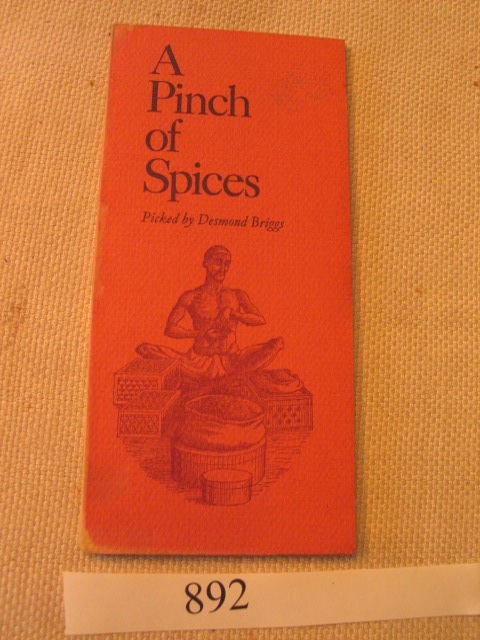 A
Pinch
of
Spices
Picked by Desmond Briggs
892